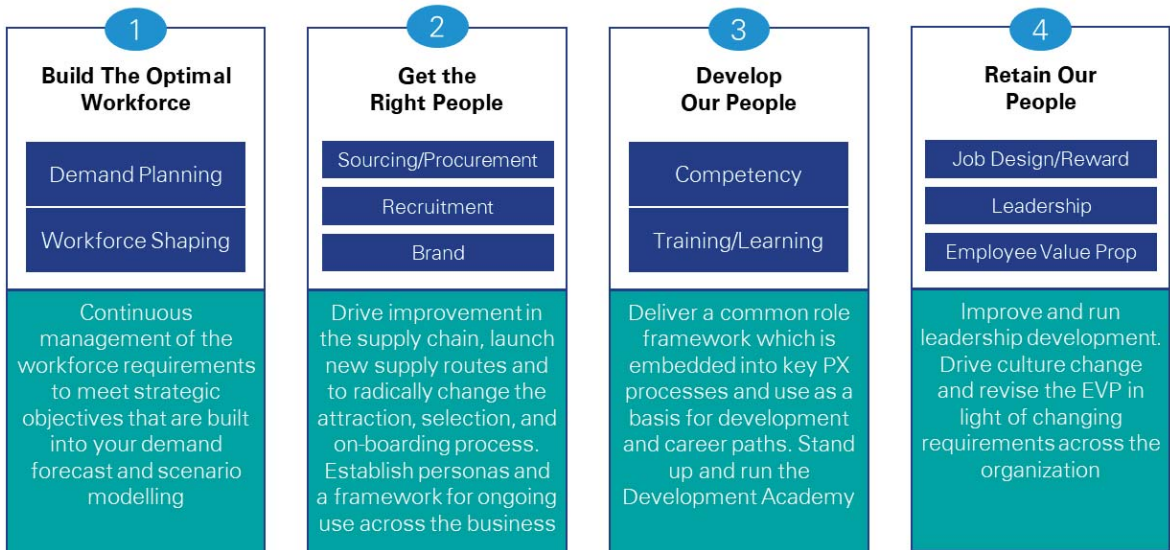 1
Build The Optimal
Workforce
Demand Planning
Workforce Shaping
Continuous
management of the
workforce requirements
to meet strategic
objectives that are built
into your demand
forecast and scenario
modelling
2
Get the
Right People
Sourcing/Procurement
Recruitment
Brand
Drive improvement in
the supply chain, launch
new supply routes and
to radically change the
attraction, selection, and
on-boarding process.
Establish personas and
a framework for ongoing
use across the business
3
Develop
Our People
Competency
Training/Learning
Deliver a common role
framework which is
embedded into key PX
processes and use as a
basis for development
and career paths. Stand
up and run the
Development Academy
4
Retain Our
People
Job Design/Reward
Leadership
Employee Value Prop
Improve and run
leadership development.
Drive culture change
and revise the EVP in
light of changing
requirements across the
organization